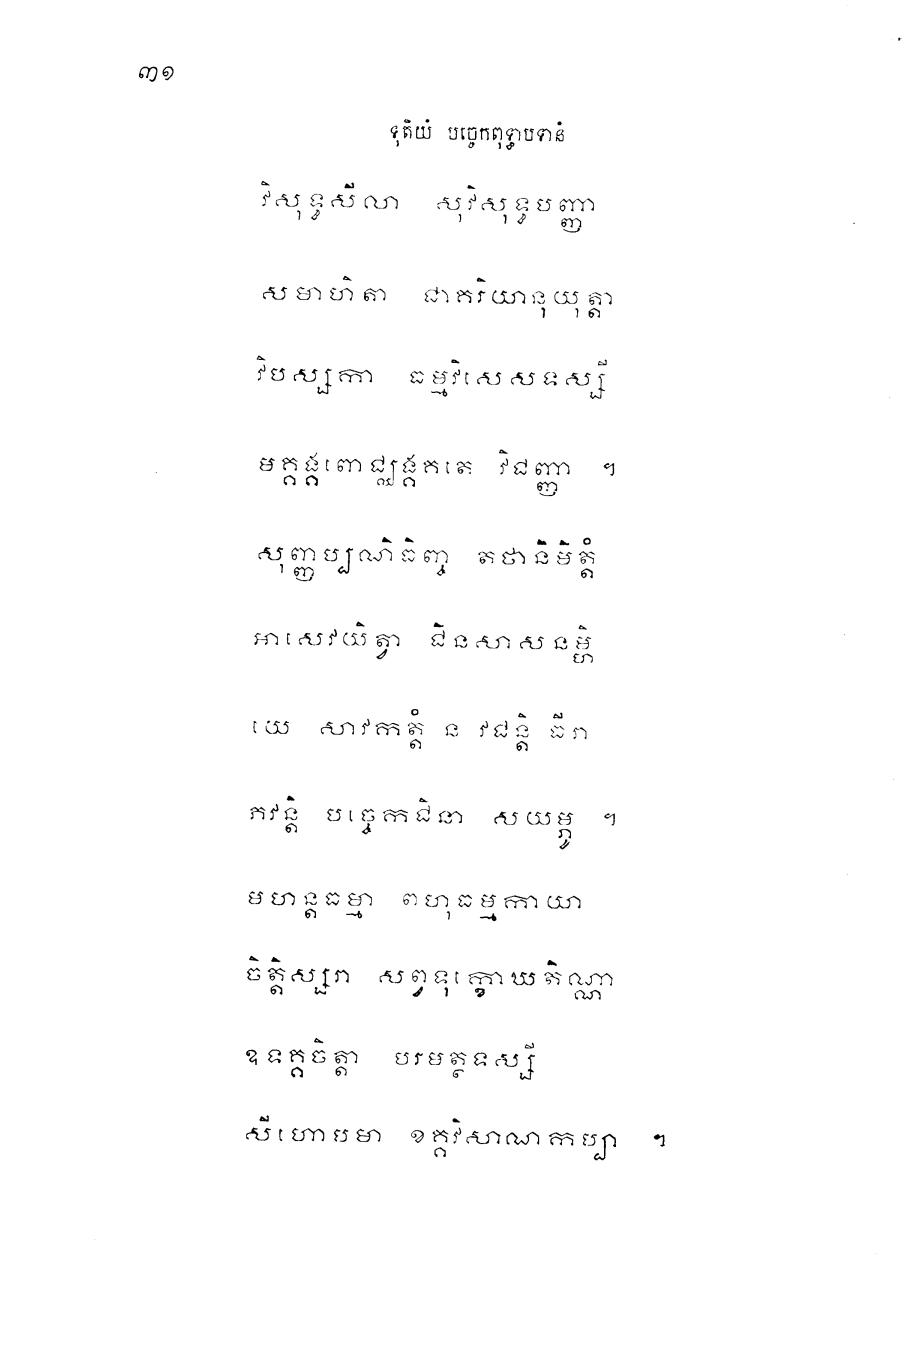 ៣១
ទុតិយំ បច្ចេកពុទ្ធាបទានំ
វិសុទ្ធសីលា សុវិសុទ្ធបញ្ញា
សមាហិតា ជាគរិយានុយុត្តា
វិបស្សកា ធម្មវិសេសទស្សី
មគ្គង្គពោជ្ឈង្គគតេ វិជញ្ញា ។
សុញ្ញប្បណិធិញ្ច តថានិមិត្តំ
អាសេវយិត្វា ជិនសាសនម្ហិ
យេ សាវកត្តំ ន វជន្តិ ធីរា
ភវន្តិ បច្ចេកជិនា សយម្ភូ ។
មហន្តធម្មា ពហុធម្មកាយា
ចិត្តិស្សរា សព្វទុក្ខោឃតិណ្ណា
ឧទគ្គចិត្តា បរមត្ថទស្សី
សីហោបមា ខគ្គវិសាណកប្បា ។